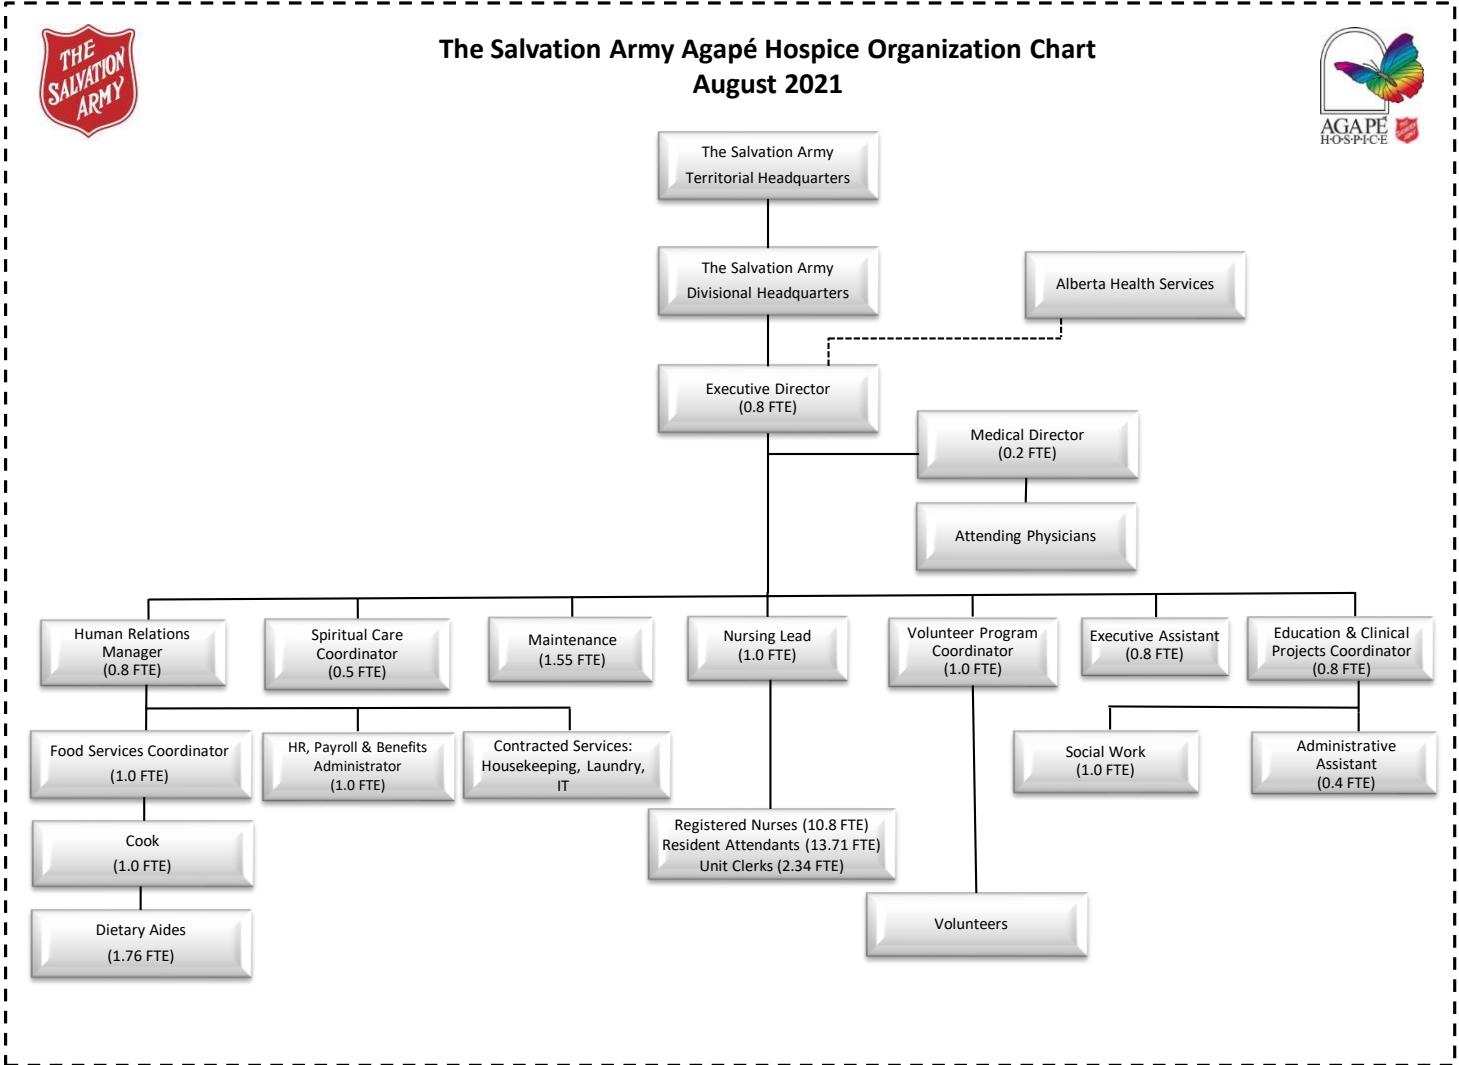 THE
SALVATION
ARMY
The Salvation Army Agapé Hospice Organization Chart
August 2021
AGAPÉ
H·O·S·P·I·C·E
THE
SALVATION
ARMY
The Salvation Army
Territorial Headquarters
The Salvation Army
Divisional Headquarters
Alberta Health Services
Executive Director
(0.8 FTE)
Medical Director
(0.2 FTE)
Attending Physicians
Human Relations
Manager
(0.8 FTE)
Spiritual Care
Coordinator
(0.5 FTE)
Maintenance
(1.55 FTE)
Nursing Lead
(1.0 FTE)
Volunteer Program
Coordinator
(1.0 FTE)
Executive Assistant
(0.8 FTE)
Education & Clinical
Projects Coordinator
(0.8 FTE)
Food Services Coordinator
(1.0 FTE)
HR, Payroll & Benefits
Administrator
(1.0 FTE)
Contracted Services:
Housekeeping, Laundry,
IT
Social Work
(1.0 FTE)
Administrative
Assistant
(0.4 FTE)
Cook
(1.0 FTE)
Registered Nurses (10.8 FTE)
Resident Attendants (13.71 FTE)
Unit Clerks (2.34 FTE)
Dietary Aides
(1.76 FTE)
Volunteers